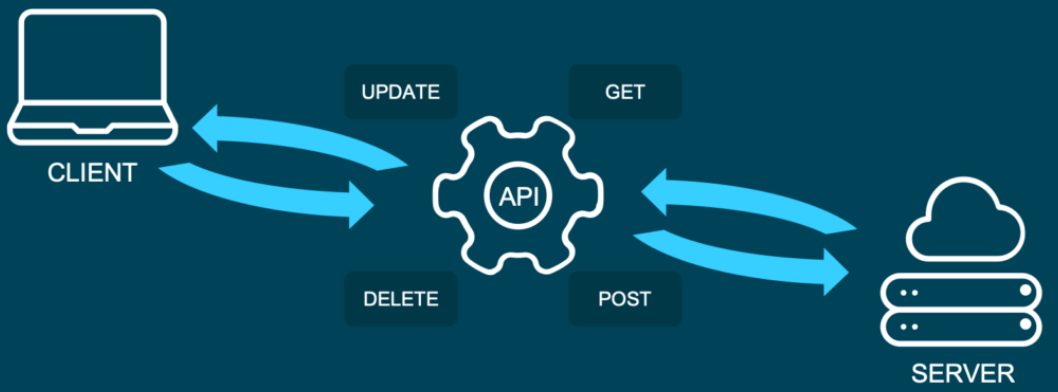 UPDATE
GET
CLIENT
API
DELETE
POST
SERVER